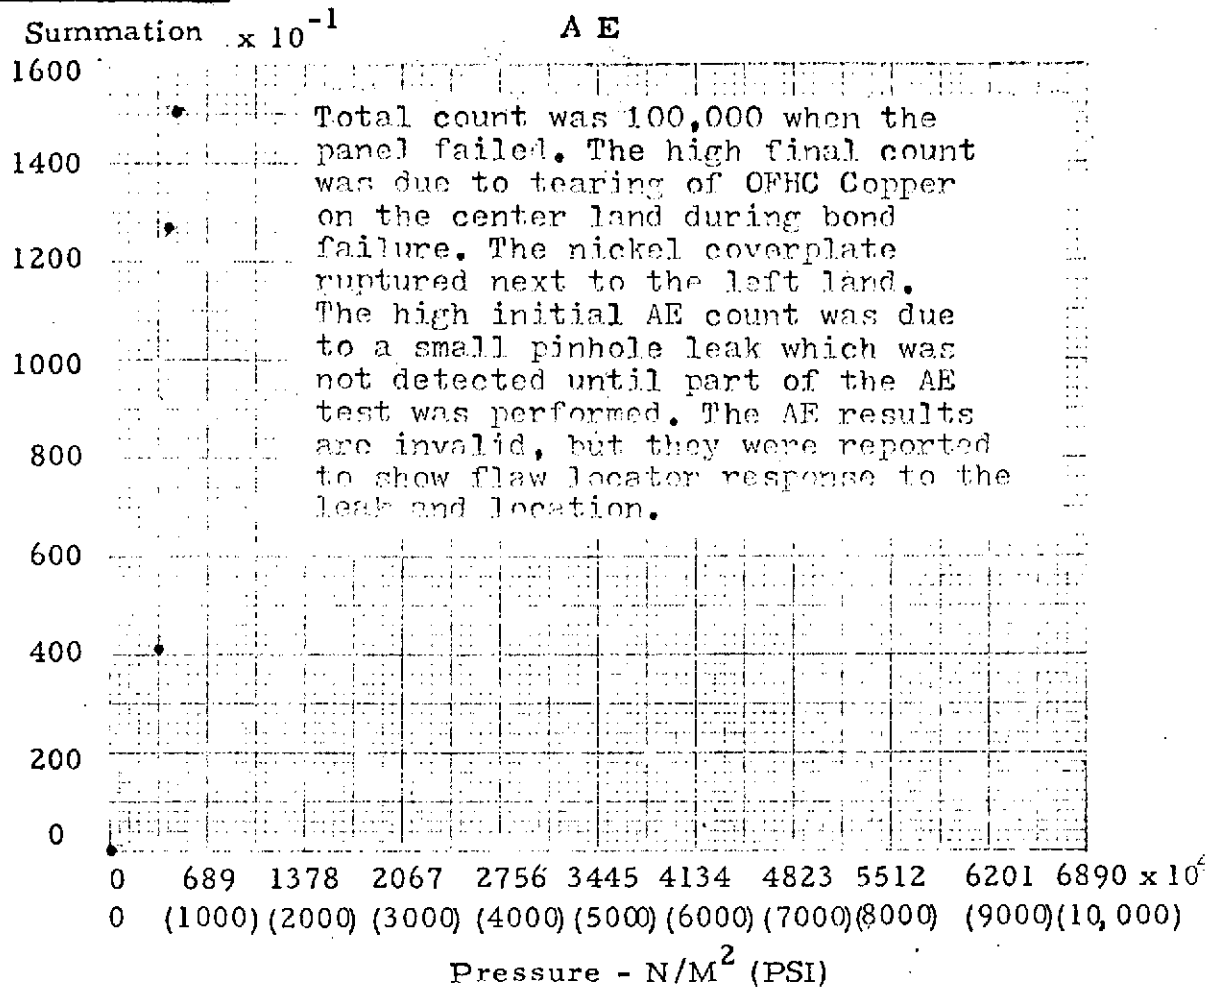 Summation x 10^-1
A E
1600
Total count was 100,000 when the
panel failed. The high final count
1400
was due to tearing of OFHC Copper
on the center land during bond
failure. The nickel coverplate
1200
ruptured next to the left land.
The high initial AE count was due
1000
to a small pinhole leak which was
not detected until part of the AE
test was performed. The AE results
are invalid, but they were reported
800
to show flaw locator response to the
leak and location.
600
400
200
0
0 689 1378 2067 2756 3445 4134 4823 5512 6201 6890 x 10
0 (1000) (2000) (3000) (4000) (5000) (6000) (7000) (8000) (9000) (10,000)
Pressure - N/M² (PSI)